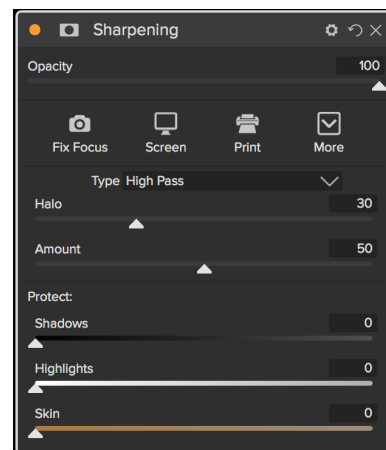 Sharpening
Opacity 100
Fix Focus Screen Print More
Type High Pass
Halo 30
Amount 50
Protect:
Shadows 0
Highlights 0
Skin 0